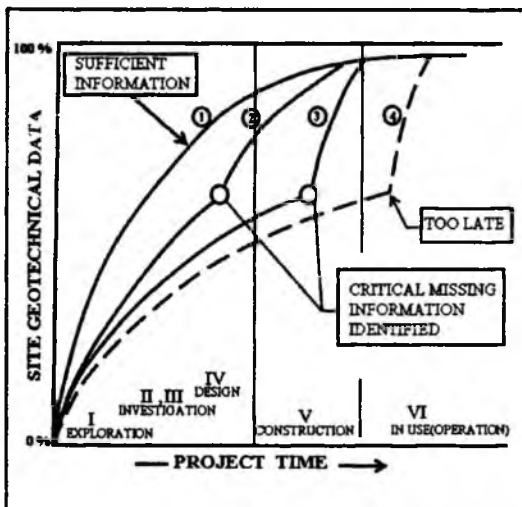 100 %
SUFFICIENT
INFORMATION
①
②
③
④
TOO LATE
CRITICAL MISSING
INFORMATION
IDENTIFIED
SITE GEOTECHNICAL DATA
IV
DESIGN
II ,III
INVESTIGATION
I
EXPLORATION
V
CONSTRUCTION
VI
IN USE(OPERATION)
0 %
PROJECT TIME